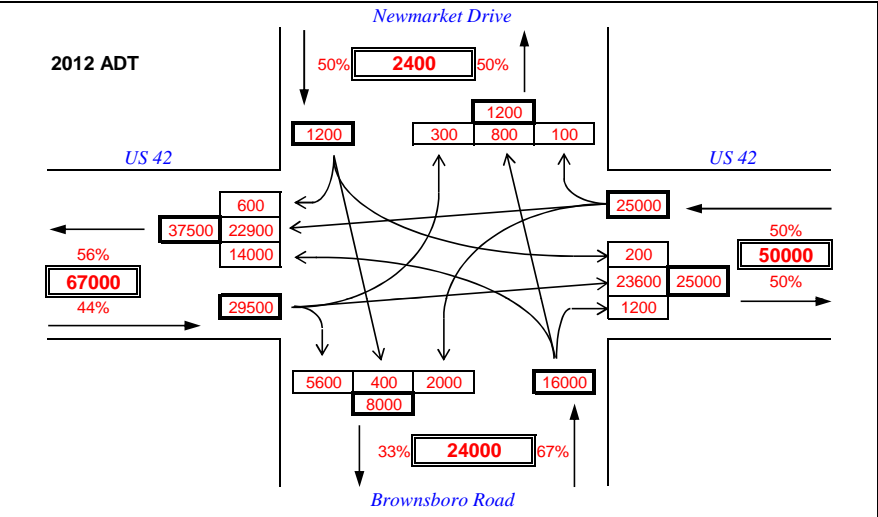 Newmarket Drive
2012 ADT
50% 2400 50%
1200
1200 300 800 100
US 42 US 42
600 25000
37500 22900 50%
56% 14000 200 50000
67000 23600 25000 50%
44% 29500 1200
5600 400 2000 16000
8000
33% 24000 67%
Brownsboro Road